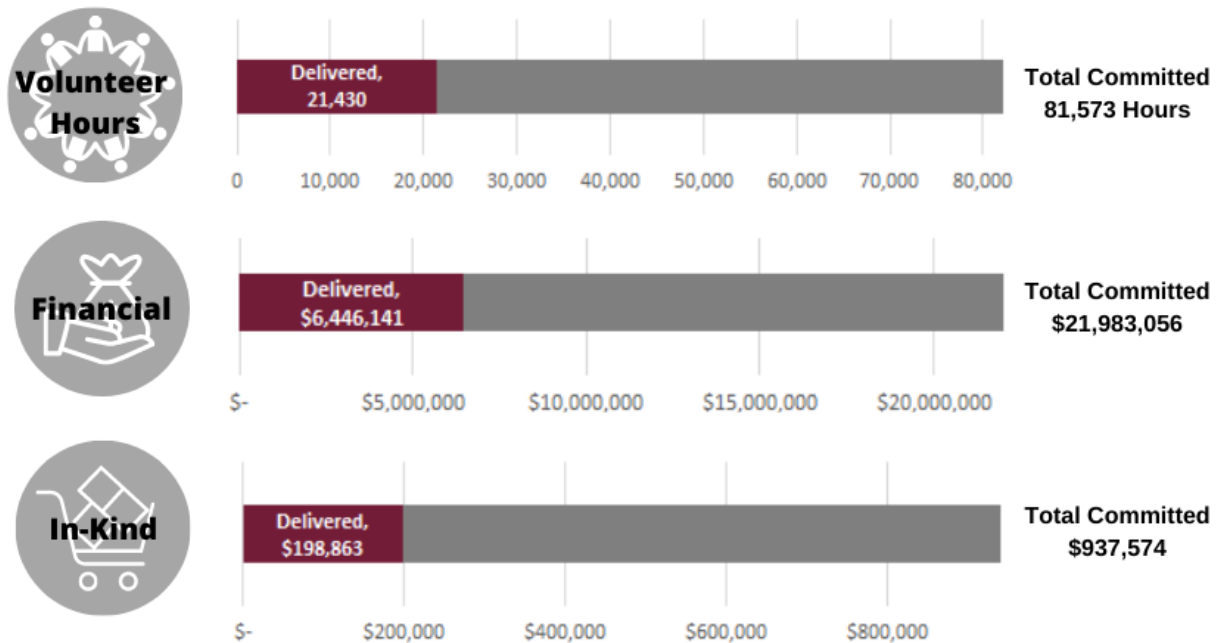 Volunteer
Hours
Delivered,
21,430
Total Committed
81,573 Hours
0 10,000 20,000 30,000 40,000 50,000 60,000 70,000 80,000
Financial
Delivered,
$6,446,141
Total Committed
$21,983,056
$- $5,000,000 $10,000,000 $15,000,000 $20,000,000
In-Kind
Delivered,
$198,863
Total Committed
$937,574
$- $200,000 $400,000 $600,000 $800,000